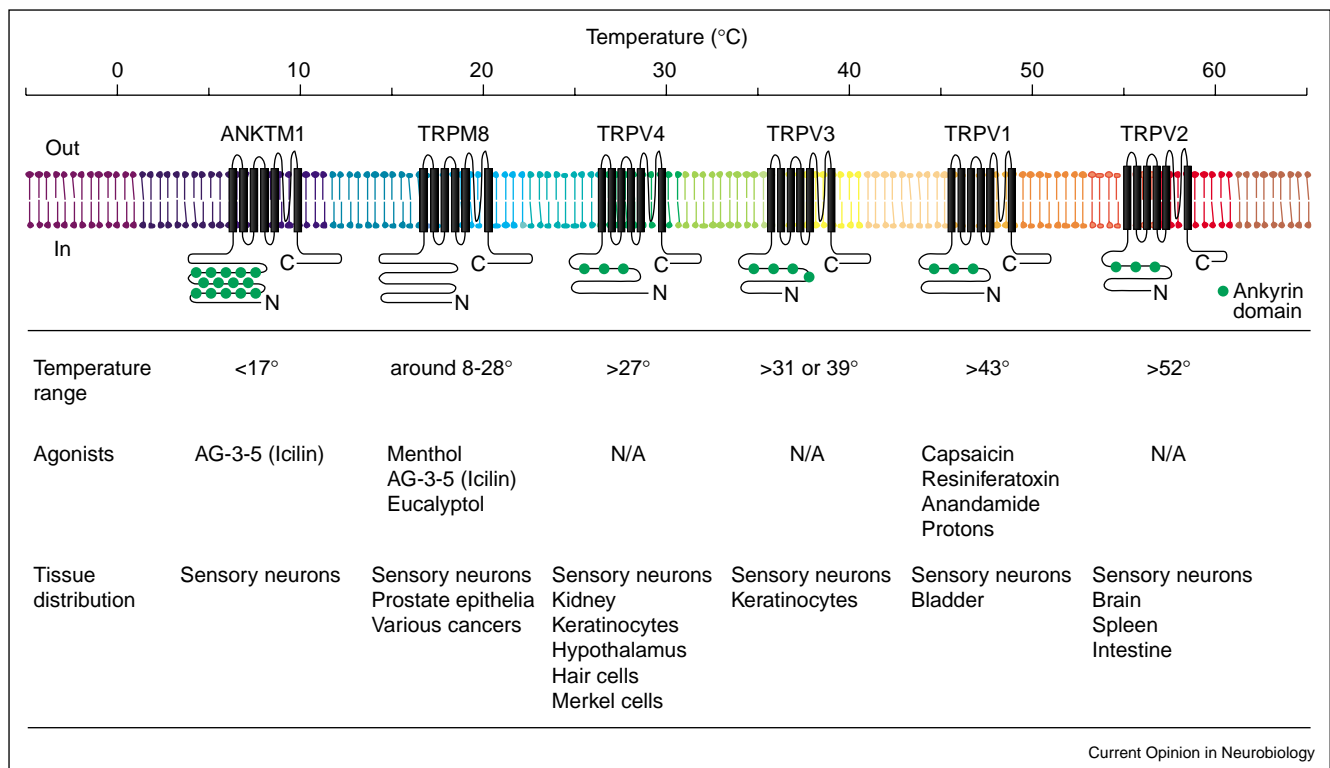 Temperature (°C)
0 10 20 30 40 50 60
ANKTM1 TRPM8 TRPV4 TRPV3 TRPV1 TRPV2
Out
In
C C C C C C
N N N N N N
Ankyrin
domain
Temperature
range
<17° around 8-28° >27° >31 or 39° >43° >52°
Agonists
AG-3-5 (Icilin)
Menthol
AG-3-5 (Icilin)
Eucalyptol
N/A
N/A
Capsaicin
Resiniferatoxin
Anandamide
Protons
N/A
Tissue
distribution
Sensory neurons
Sensory neurons
Prostate epithelia
Various cancers
Sensory neurons
Kidney
Keratinocytes
Hypothalamus
Hair cells
Merkel cells
Sensory neurons
Keratinocytes
Sensory neurons
Bladder
Sensory neurons
Brain
Spleen
Intestine
Current Opinion in Neurobiology